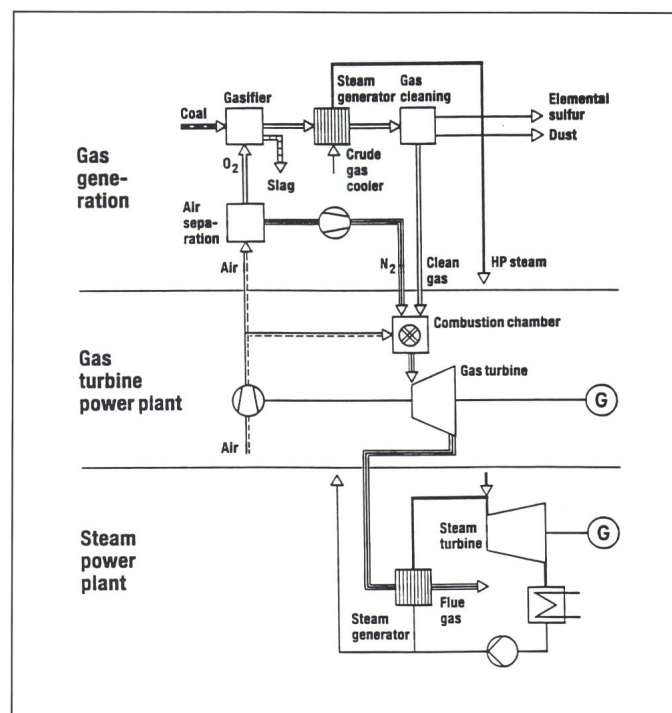 Steam
generator
Gas
cleaning
Gasifier
Coal
Elemental
sulfur
Dust
O2
Slag
Crude
gas
cooler
Gas
gene-
ration
Air
sepa-
ration
Air
N2
Clean
gas
HP steam
Combustion chamber
Gas turbine
Gas
turbine
power plant
G
Air
Steam
power
plant
Steam
turbine
G
Steam
generator
Flue
gas